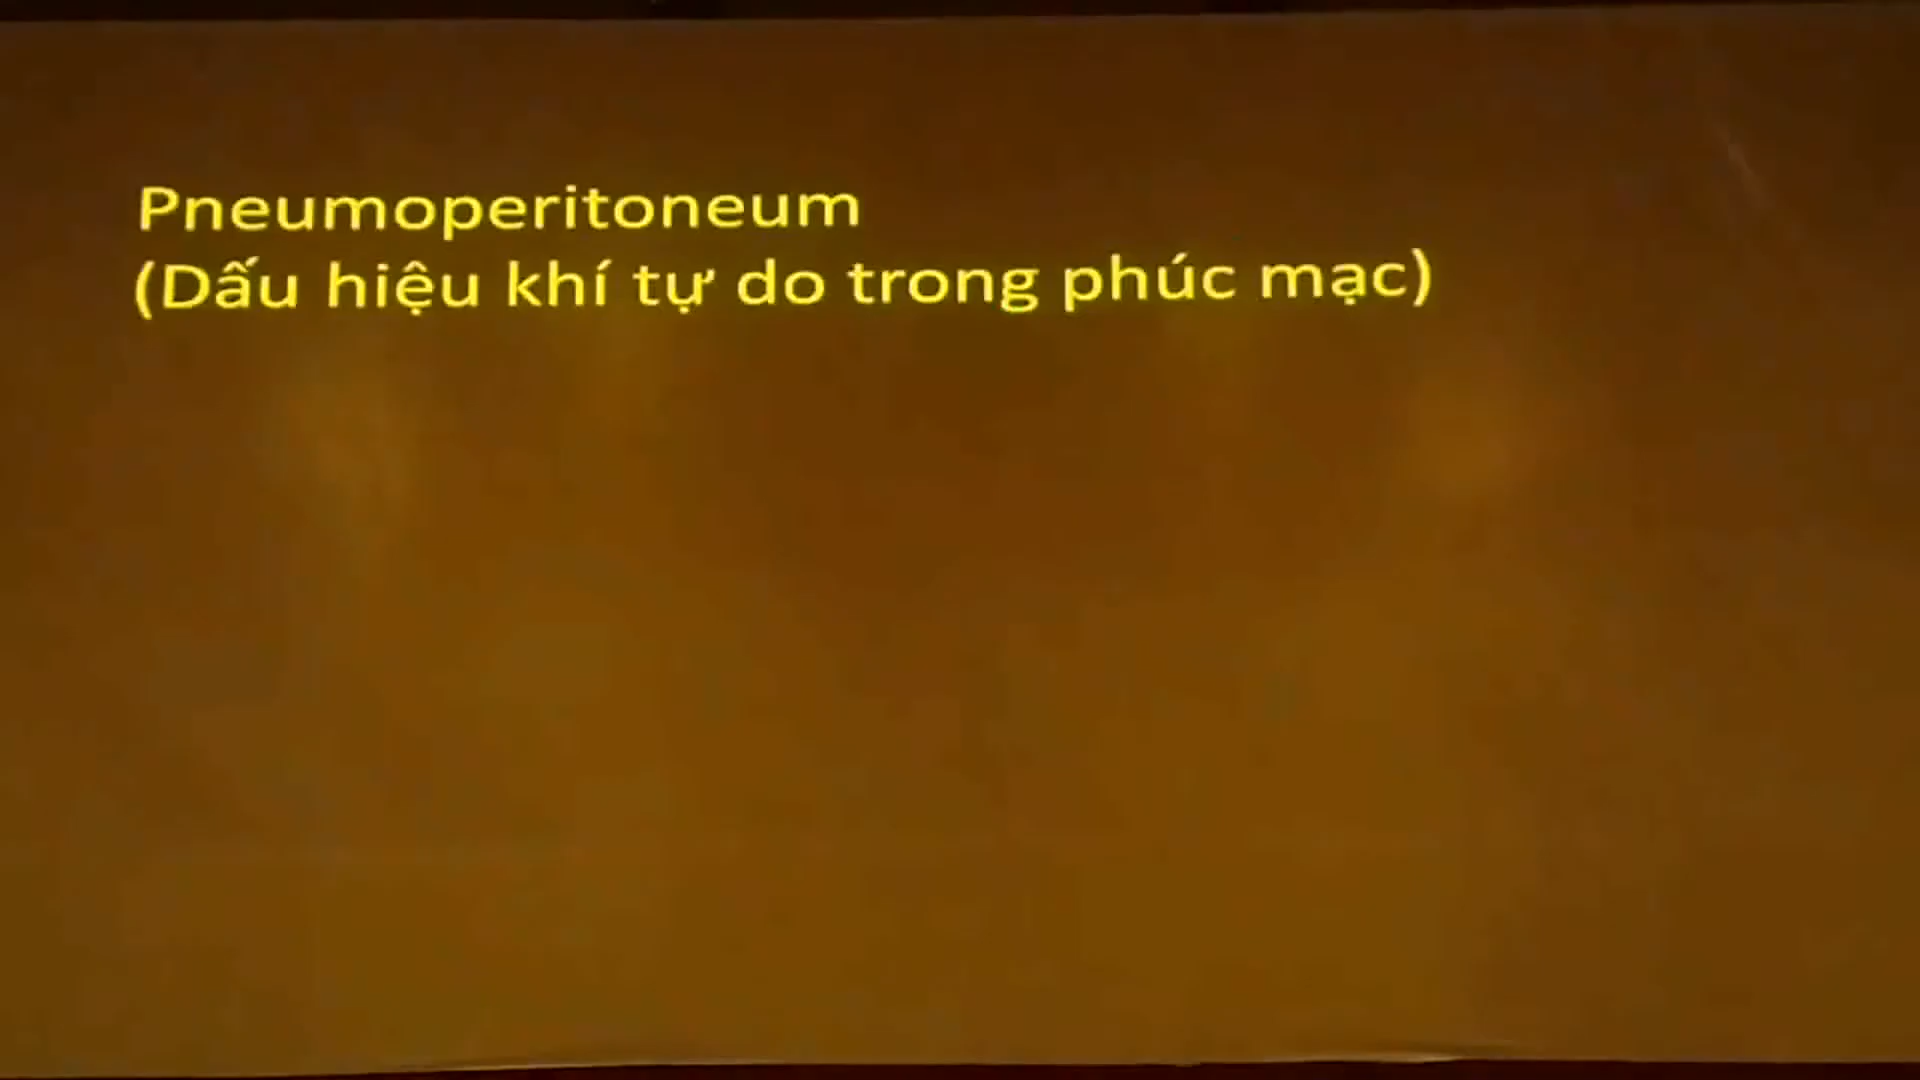 Pneumoperitoneum
(Dấu hiệu khí tự do trong phúc mạc)